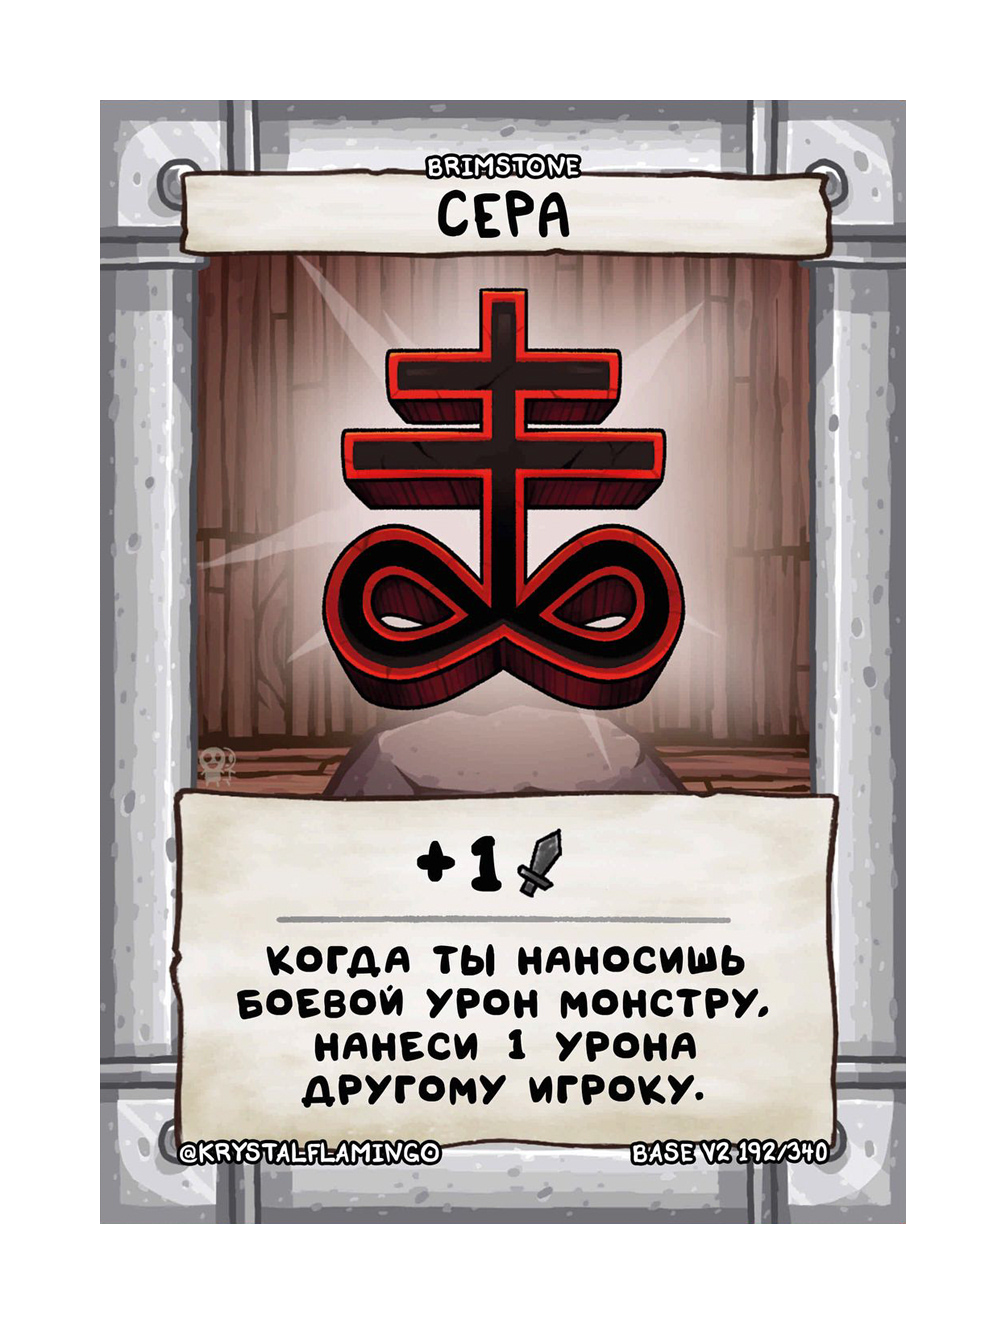 BRIMSTONE
СЕРА
+1
КОГДА ТЫ НАНОСИШЬ
БОЕВОЙ УРОН МОНСТРУ,
НАНЕСИ 1 УРОНА
ДРУГОМУ ИГРОКУ.
@KRYSTALFLAMINGO
BASE V2 192/340